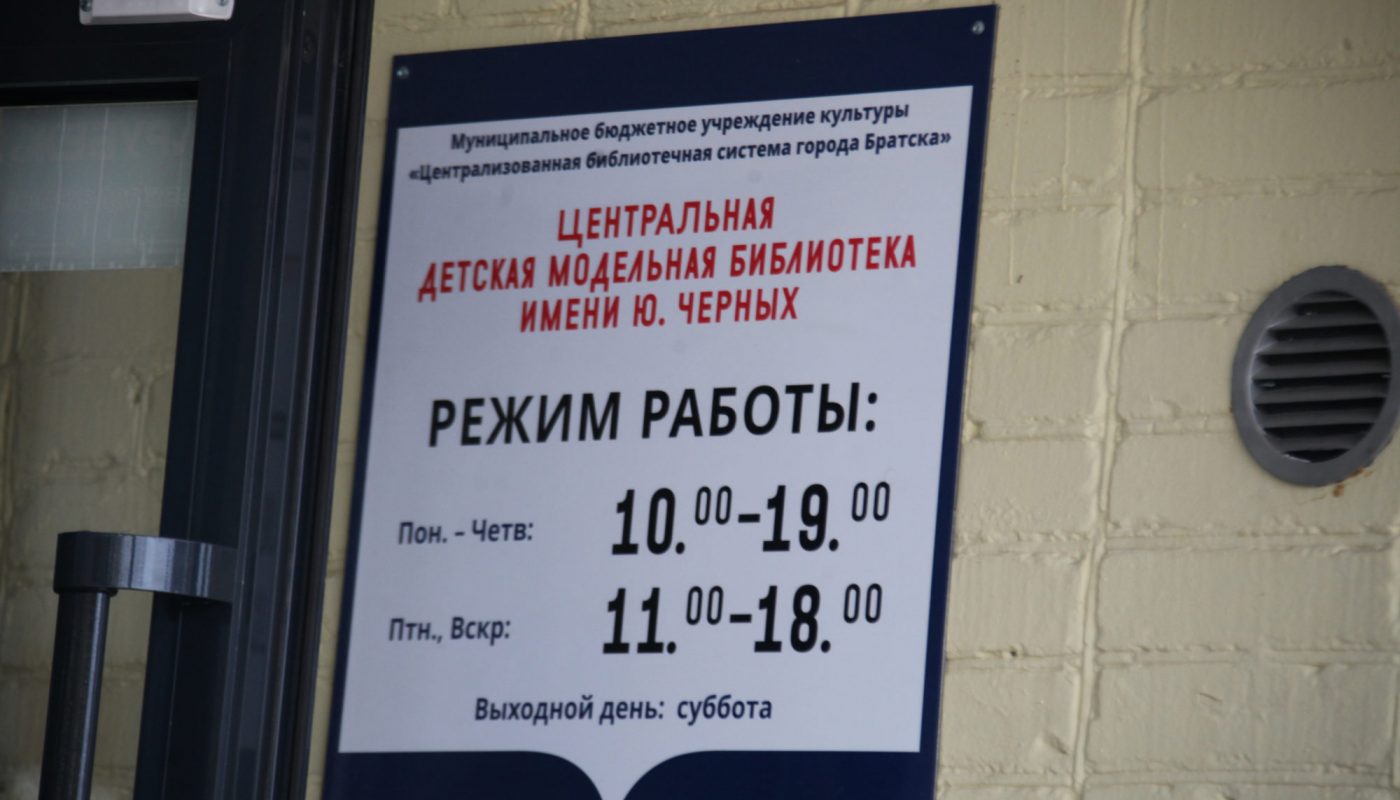 Муниципальное бюджетное учреждение культуры
«Централизованная библиотечная система города Братска»
ЦЕНТРАЛЬНАЯ
ДЕТСКАЯ МОДЕЛЬНАЯ БИБЛИОТЕКА
ИМЕНИ Ю. ЧЕРНЫХ
РЕЖИМ РАБОТЫ:
Пон. – Четв: 10.00–19.00
Птн., Вскр: 11.00–18.00
Выходной день: суббота